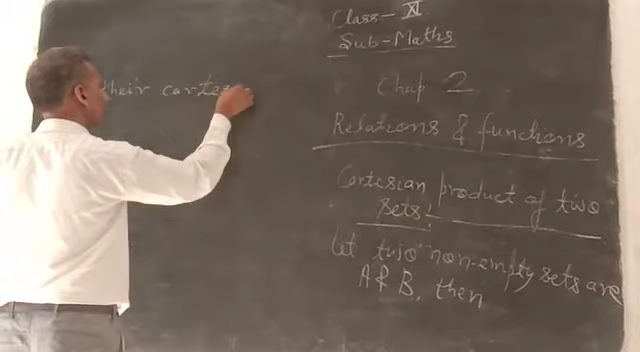 Class - XI
Sub - Maths
Chap 2
Relations & functions
Cartesian product of two
sets:
Let two non-empty sets are
A & B, then
their cartes